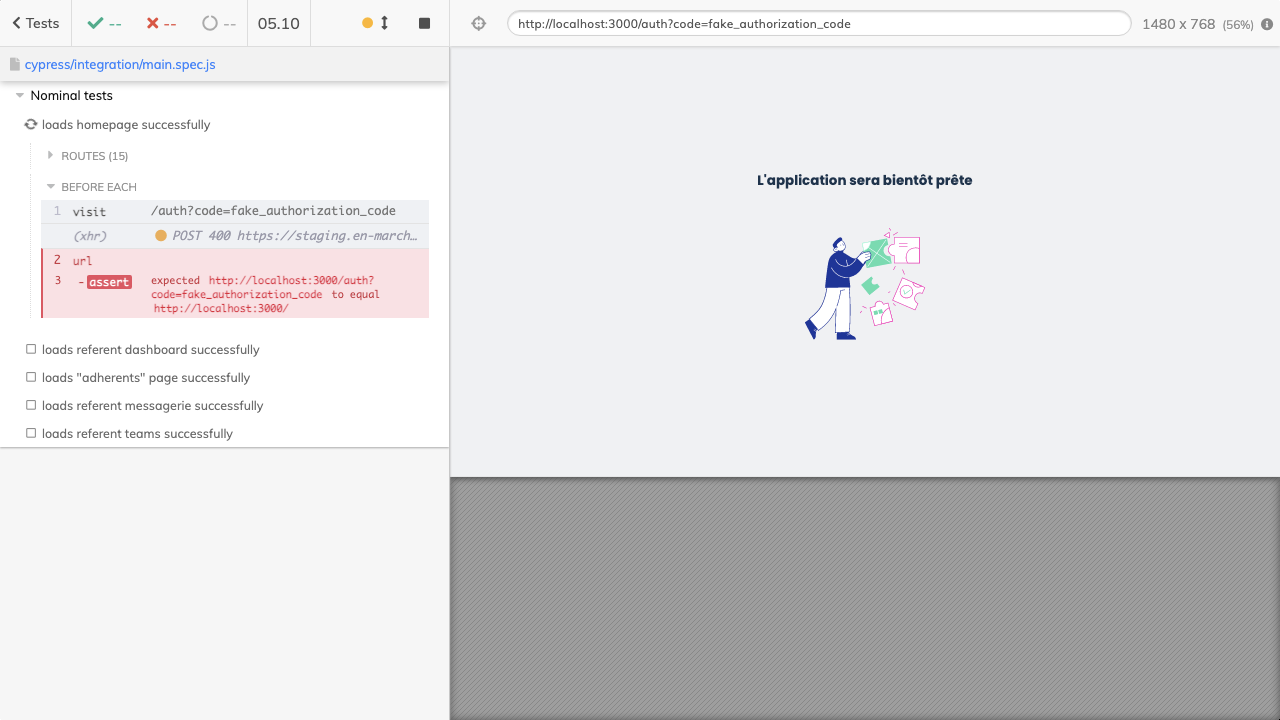 Tests
--
--
--
05.10
http://localhost:3000/auth?code=fake_authorization_code
1480 x 768 (56%)
cypress/integration/main.spec.js
Nominal tests
loads homepage successfully
ROUTES (15)
BEFORE EACH
1 visit /auth?code=fake_authorization_code
(xhr) POST 400 https://staging.en-march...
2 url
3 - assert expected http://localhost:3000/auth?
code=fake_authorization_code to equal
http://localhost:3000/
loads referent dashboard successfully
loads "adherents" page successfully
loads referent messagerie successfully
loads referent teams successfully
L'application sera bientôt prête